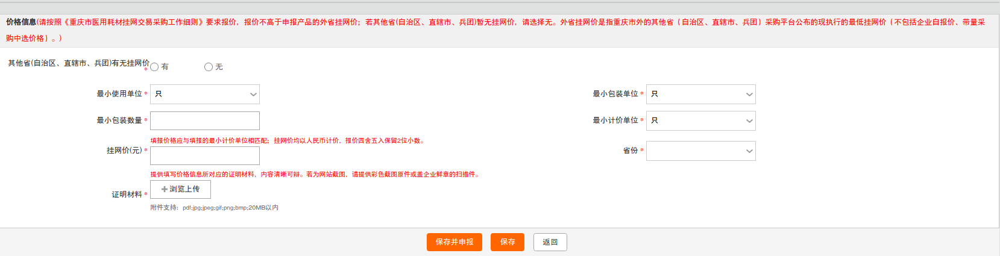 价格信息(请按照《重庆市医用耗材挂网交易采购工作细则》要求报价，报价不高于申报产品的外省挂网价；若其他省(自治区、直辖市、兵团)暂无挂网价，请选择无。外省挂网价是指重庆市外的其他省（自治区、直辖市、兵团）采购平台公布的现执行的最低挂网价（不包括企业自报价、带量采
购中选价格）。)
其他省(自治区、直辖市、兵团)有无挂网价* 有 无
最小使用单位* 只 最小包装单位* 只
最小包装数量* 最小计价单位* 只
填报价格应与填报的最小计价单位相匹配；挂网价均以人民币计价，报价四舍五入保留2位小数。
挂网价(元)* 省份*
提供填写价格信息所对应的证明材料，内容清晰可辩。若为网站截图，请提供彩色截图原件或盖企业鲜章的扫描件。
证明材料* 浏览上传
附件支持：pdf;jpg;jpeg;gif;png;bmp;20MB以内
保存并申报 保存 返回